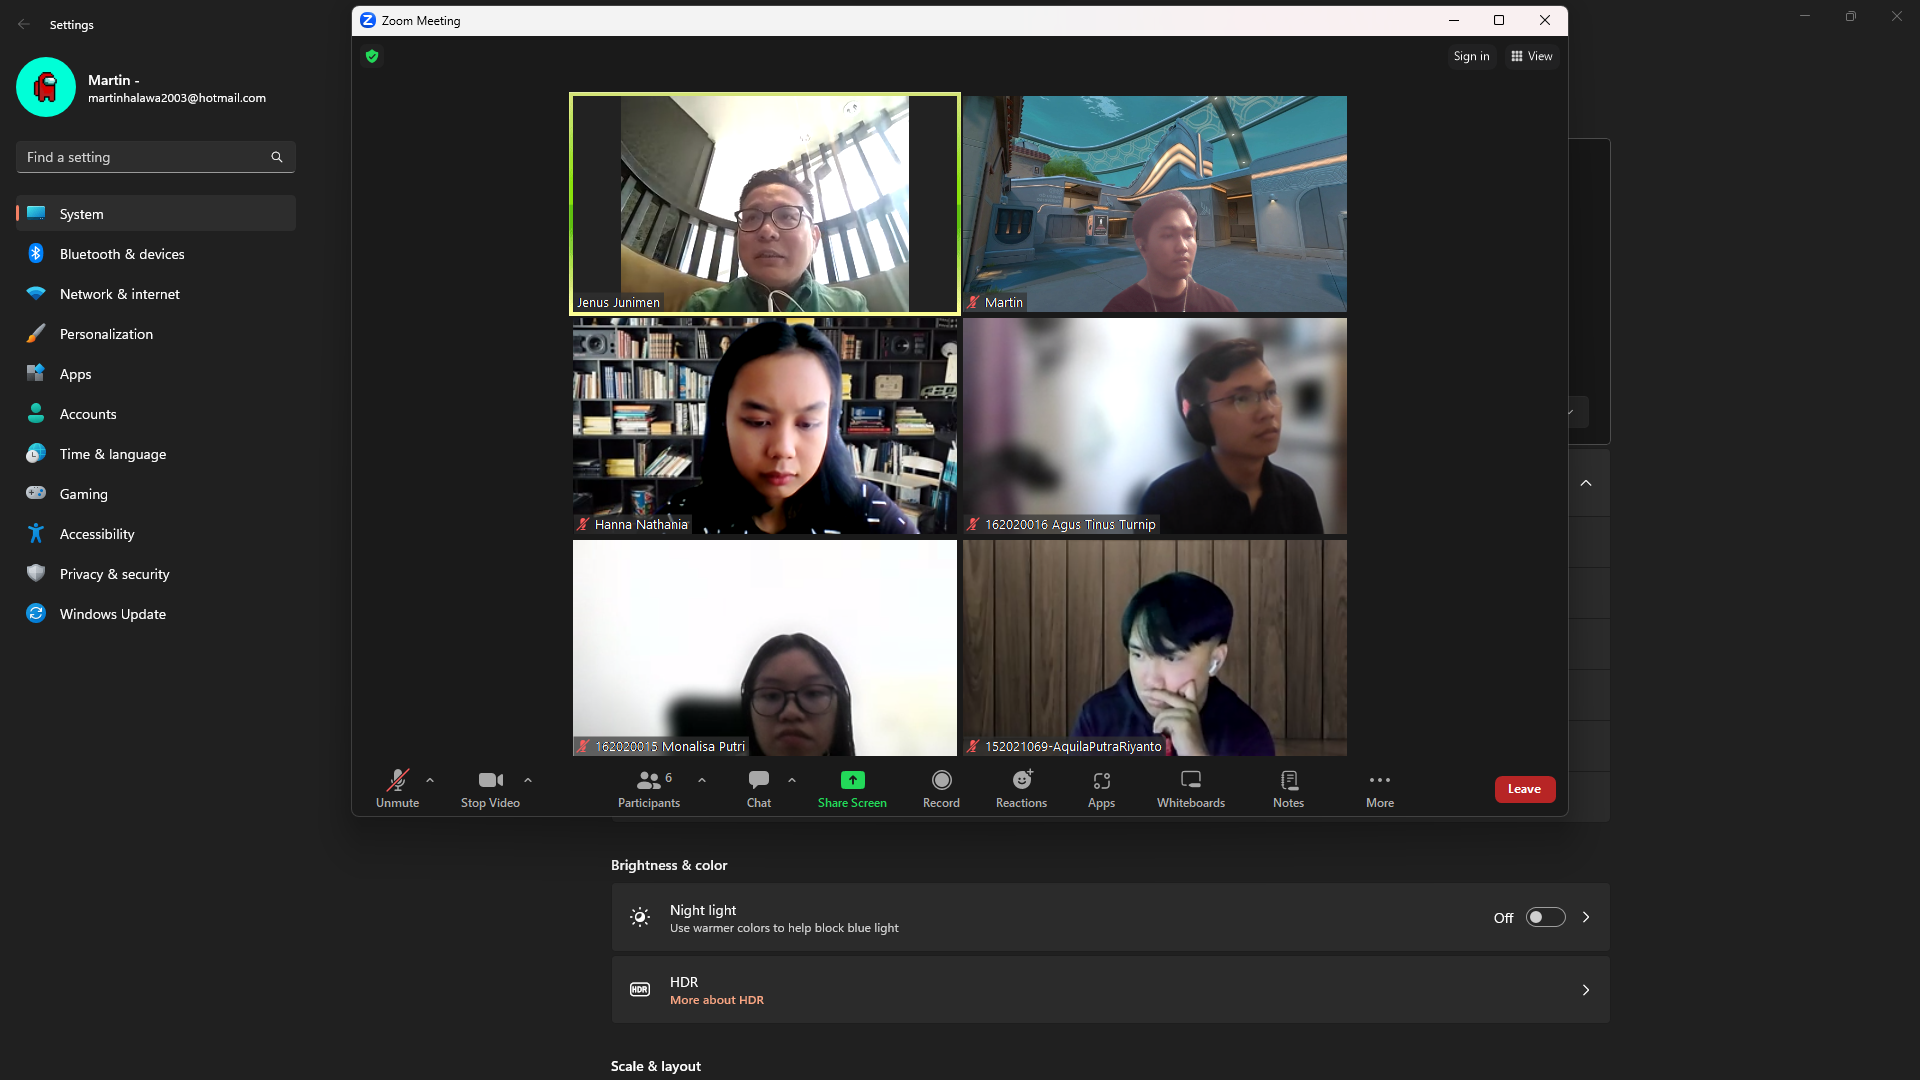 Settings
Martin -
martinhalawa2003@hotmail.com
Find a setting
System
Bluetooth & devices
Network & internet
Personalization
Apps
Accounts
Time & language
Gaming
Accessibility
Privacy & security
Windows Update
Zoom Meeting
Sign in
View
Jenus Junimen
Martin
Hanna Nathania
162020016 Agus Tinus Turnip
162020015 Monalisa Putri
152021069-AquilaPutraRiyanto
6
Unmute
Stop Video
Participants
Chat
Share Screen
Record
Reactions
Apps
Whiteboards
Notes
More
Leave
Brightness & color
Night light
Use warmer colors to help block blue light
Off
HDR
HDR
More about HDR
Scale & layout